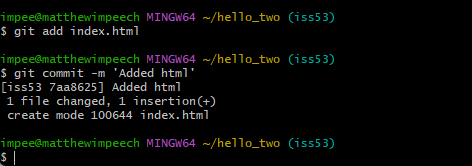 impee@matthewimpeech MINGW64 ~/hello_two (iss53)
$ git add index.html
impee@matthewimpeech MINGW64 ~/hello_two (iss53)
$ git commit -m 'Added html'
[iss53 7aa8625] Added html
 1 file changed, 1 insertion(+)
 create mode 100644 index.html
impee@matthewimpeech MINGW64 ~/hello_two (iss53)
$